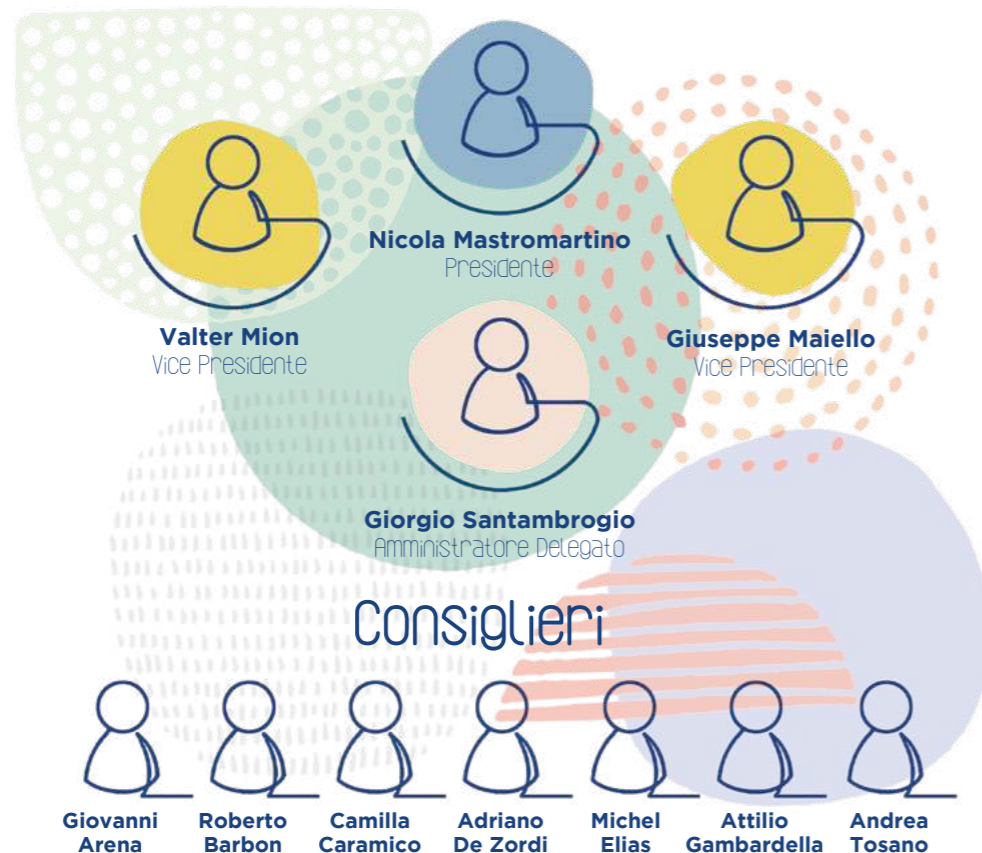 Nicola Mastromartino
Presidente
Valter Mion
Vice Presidente
Giuseppe Maiello
Vice Presidente
Giorgio Santambrogio
Amministratore Delegato
Consiglieri
Giovanni
Arena
Roberto
Barbon
Camilla
Caramico
Adriano
De Zordi
Michel
Elias
Attilio
Gambardella
Andrea
Tosano